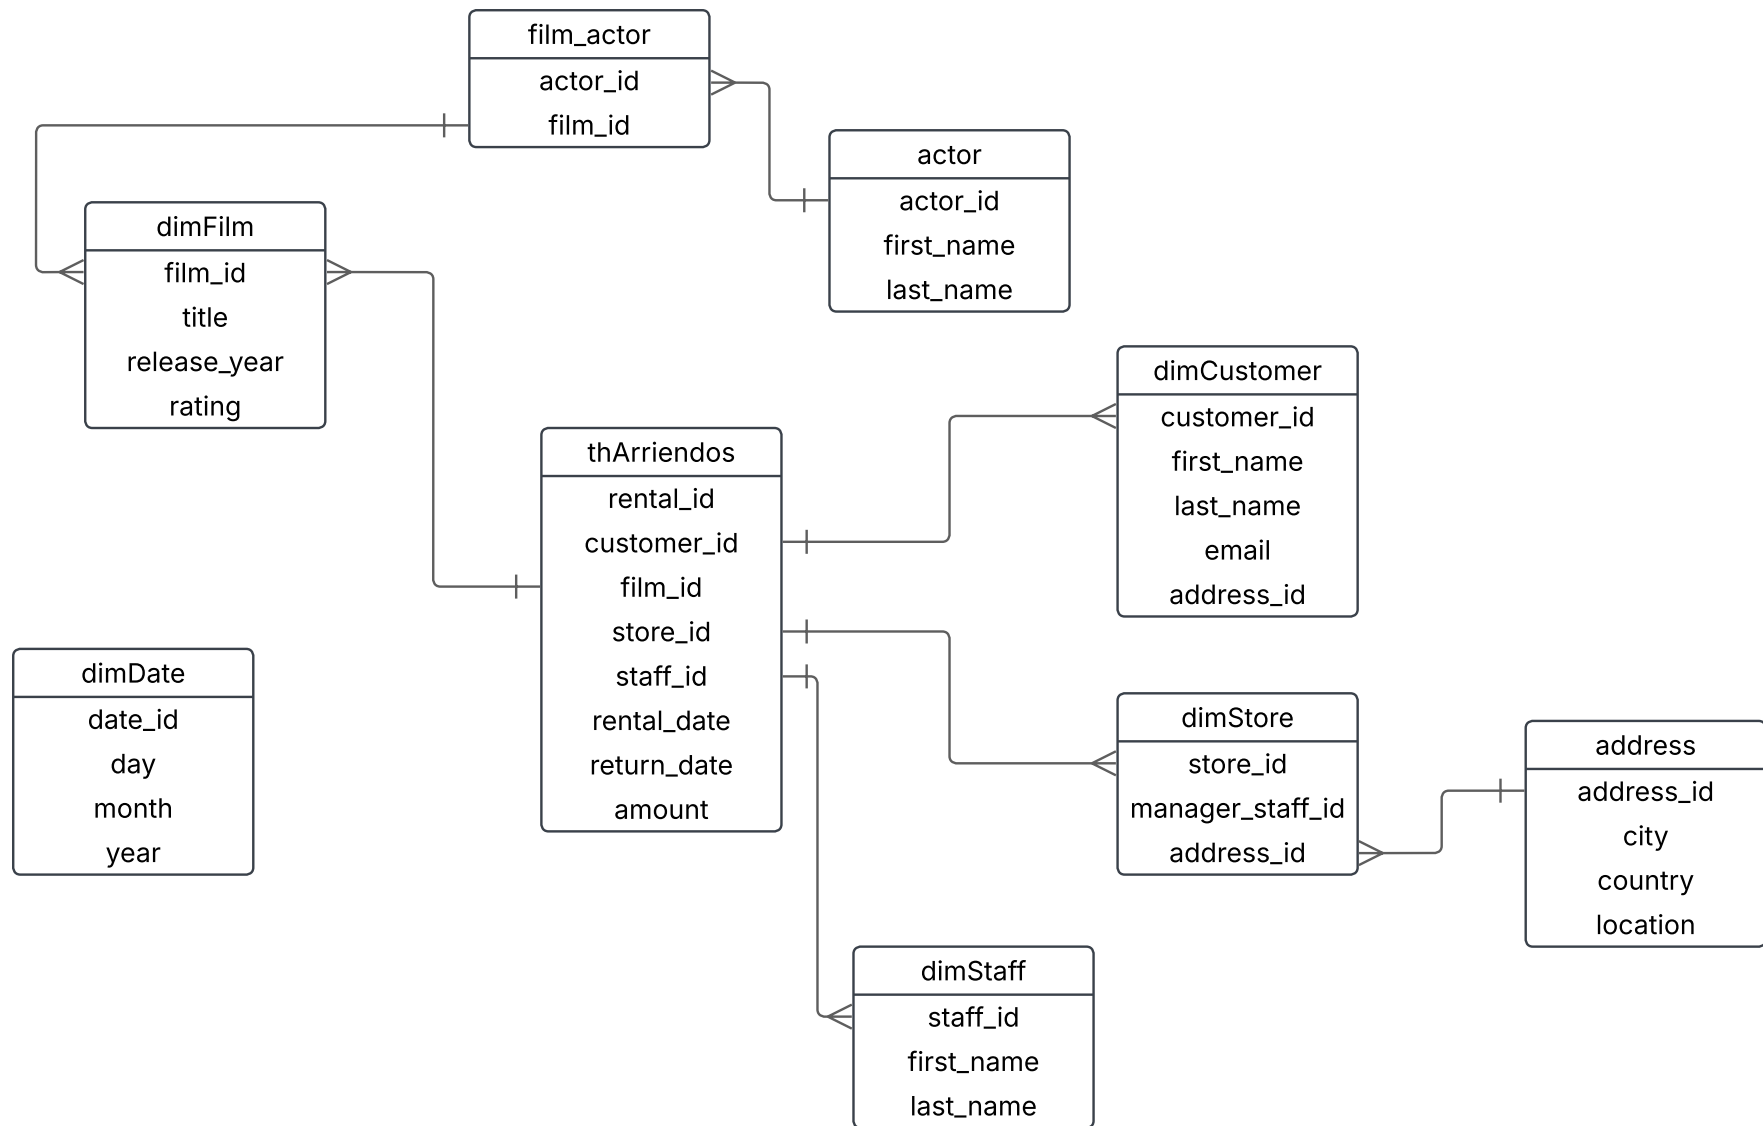 film_actor
actor_id
film_id
actor
actor_id
first_name
last_name
dimFilm
film_id
title
release_year
rating
dimCustomer
customer_id
first_name
last_name
email
address_id
thArriendos
rental_id
customer_id
film_id
store_id
staff_id
rental_date
return_date
amount
dimDate
date_id
day
month
year
dimStore
store_id
manager_staff_id
address_id
address
address_id
city
country
location
dimStaff
staff_id
first_name
last_name